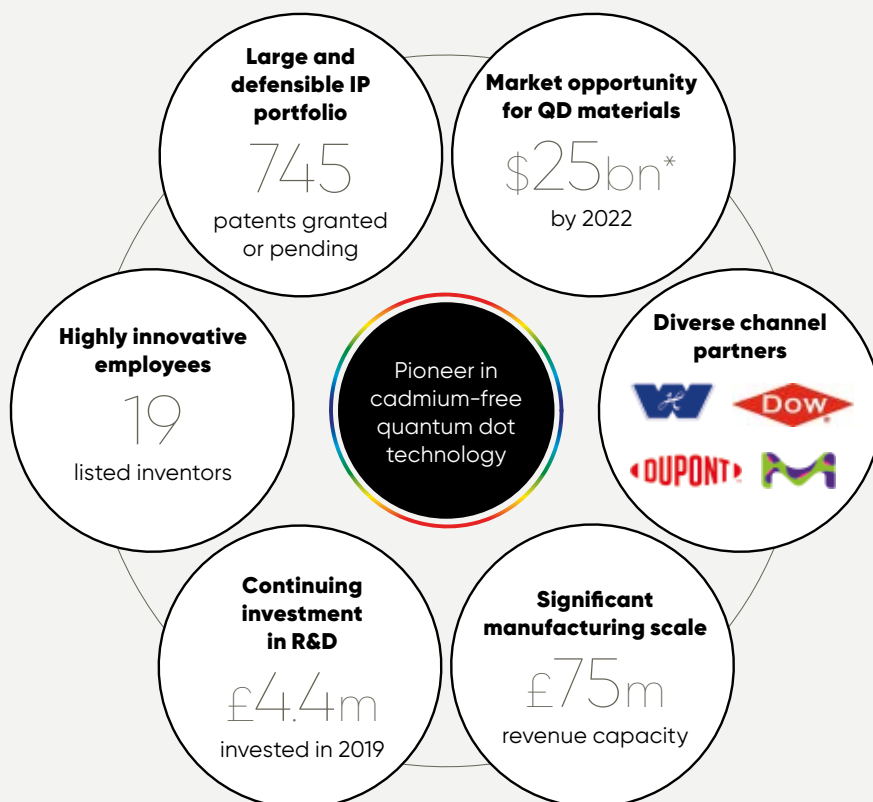 Large and
defensible IP
portfolio
745
patents granted
or pending
Market opportunity
for QD materials
$25bn*
by 2022
Highly innovative
employees
19
listed inventors
Pioneer in
cadmium-free
quantum dot
technology
Diverse channel
partners
W
DOW
DUPONT
M
Continuing
investment
in R&D
£4.4m
invested in 2019
Significant
manufacturing scale
£75m
revenue capacity